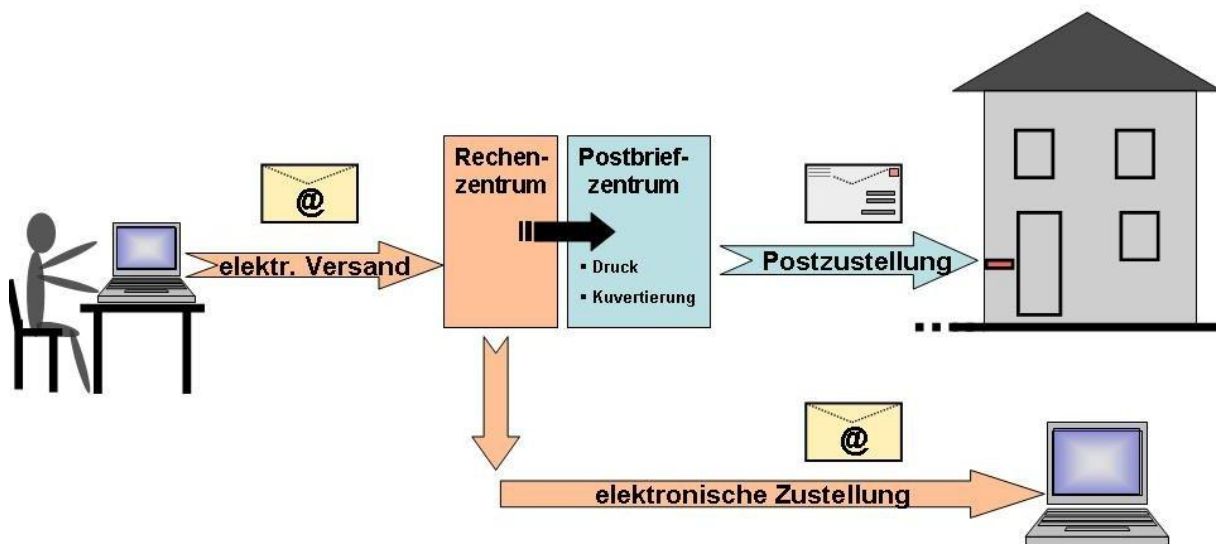 Rechen-
zentrum
Postbrief-
zentrum
@
elektr. Versand
▪ Druck
▪ Kuvertierung
Postzustellung
@
elektronische Zustellung